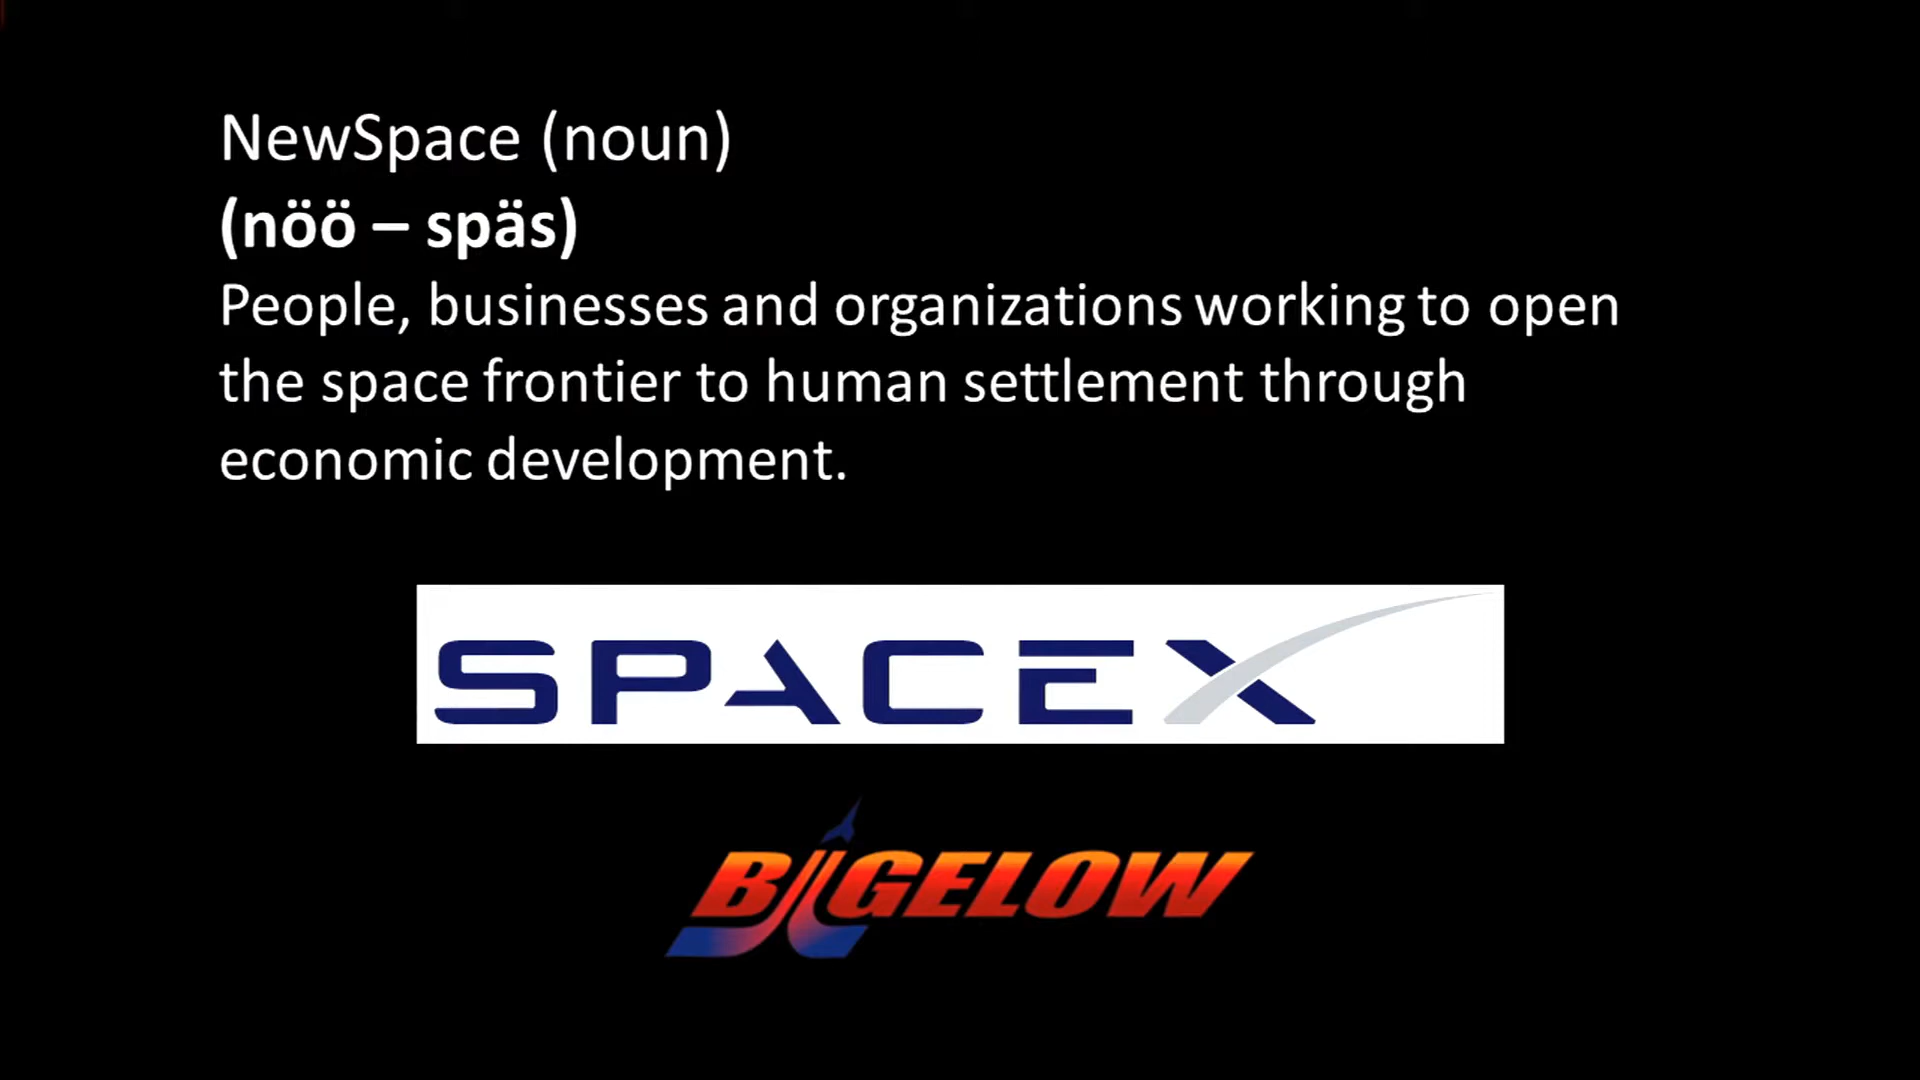 NewSpace (noun)
(nöö – späs)
People, businesses and organizations working to open
the space frontier to human settlement through
economic development.
SPACEX
BIGELOW